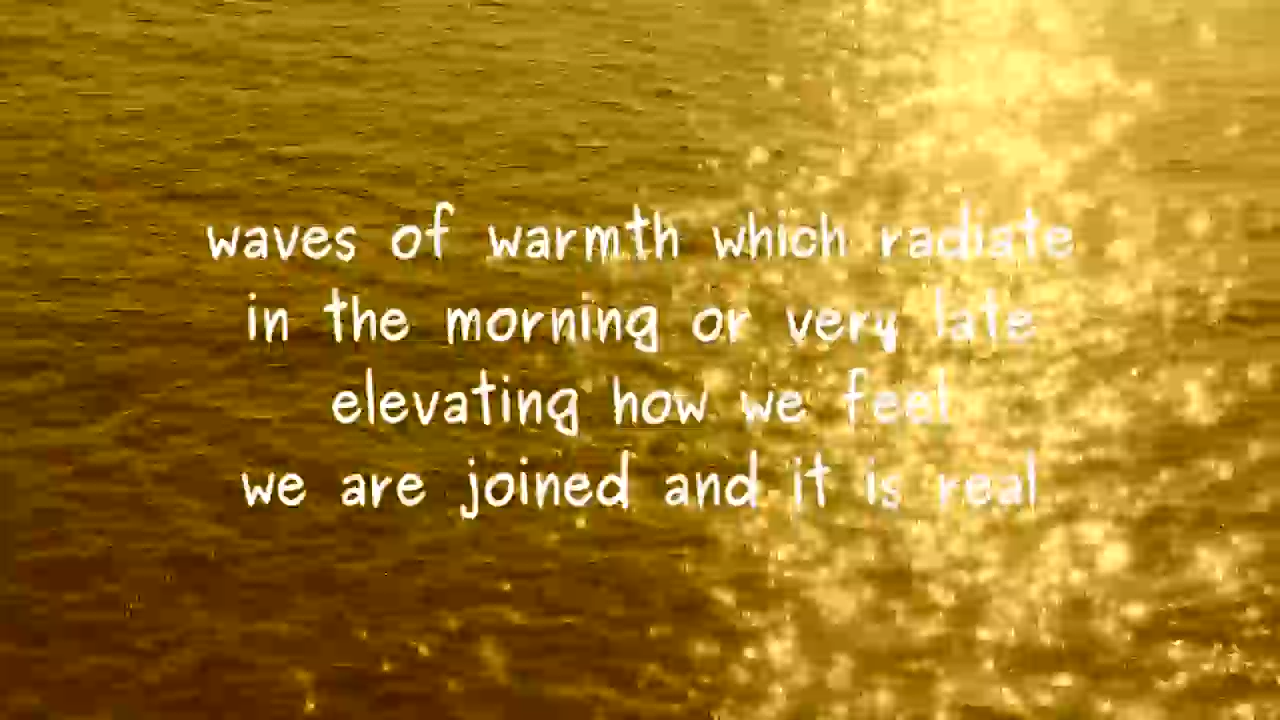 waves of warmth which radiate
in the morning or very late
elevating how we feel
we are joined and it is real